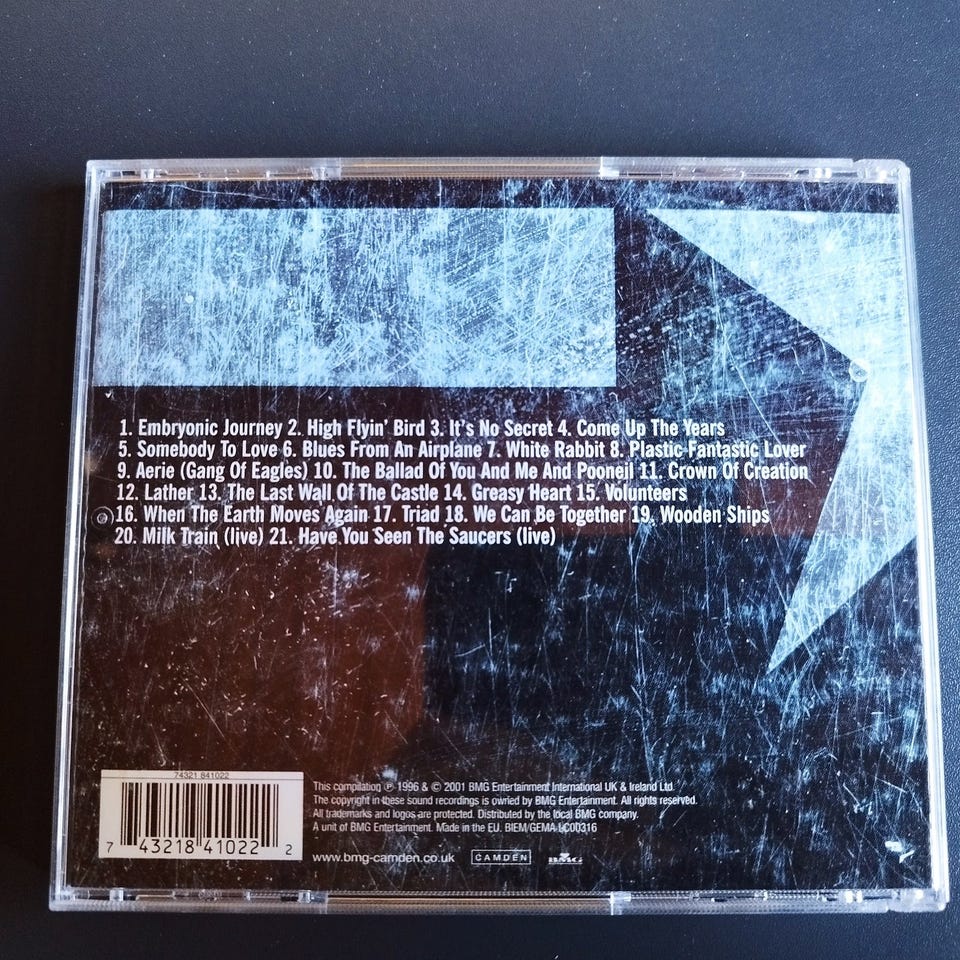 1. Embryonic Journey 2. High Flyin' Bird 3. It's No Secret 4. Come Up The Years
5. Somebody To Love 6. Blues From An Airplane 7. White Rabbit 8. Plastic Fantastic Lover
9. Aerie (Gang Of Eagles) 10. The Ballad Of You And Me And Pooneil 11. Crown Of Creation
12. Lather 13. The Last Wall Of The Castle 14. Greasy Heart 15. Volunteers
16. When The Earth Moves Again 17. Triad 18. We Can Be Together 19. Wooden Ships
20. Milk Train (live) 21. Have You Seen The Saucers (live)
74321 841022
7 43218 41022 2
This compilation ℗ 1996 & © 2001 BMG Entertainment International UK & Ireland Ltd.
The copyright in these sound recordings is owned by BMG Entertainment. All rights reserved.
All trademarks and logos are protected. Distributed by the local BMG company.
A unit of BMG Entertainment. Made in the EU. BIEM/GEMA LC00316
www.bmg-camden.co.uk CAMDEN BMG